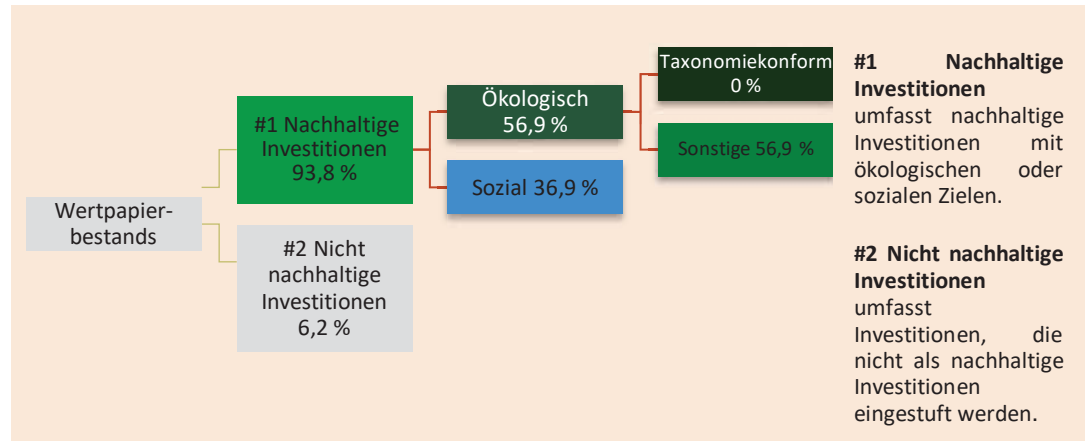 Wertpapier-
bestands
#1 Nachhaltige
Investitionen
93,8 %
#2 Nicht
nachhaltige
Investitionen
6,2 %
Ökologisch
56,9 %
Sozial 36,9 %
Taxonomiekonform
0 %
Sonstige 56,9 %
#1 Nachhaltige
Investitionen
umfasst nachhaltige
Investitionen mit
ökologischen oder
sozialen Zielen.
#2 Nicht nachhaltige
Investitionen
umfasst
Investitionen, die
nicht als nachhaltige
Investitionen
eingestuft werden.